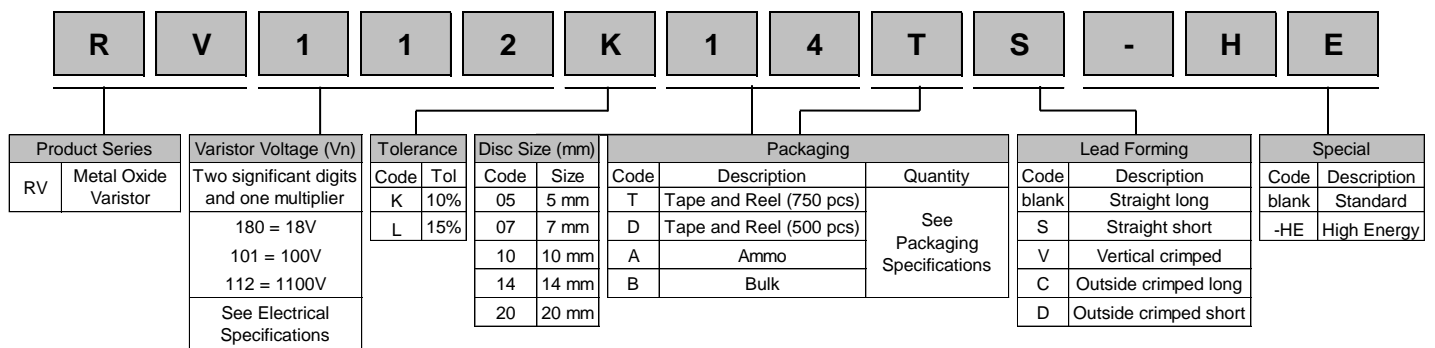 R V 1 1 2 K 1 4 T S - H E
Product Series
RV Metal Oxide
Varistor
Varistor Voltage (Vn)
Two significant digits
and one multiplier
180 = 18V
101 = 100V
112 = 1100V
See Electrical
Specifications
Tolerance
Code Tol
K 10%
L 15%
Disc Size (mm)
Code Size
05 5 mm
07 7 mm
10 10 mm
14 14 mm
20 20 mm
Packaging
Code Description Quantity
T Tape and Reel (750 pcs)
D Tape and Reel (500 pcs)
A Ammo
B Bulk
See
Packaging
Specifications
Lead Forming
Code Description
blank Straight long
S Straight short
V Vertical crimped
C Outside crimped long
D Outside crimped short
Special
Code Description
blank Standard
-HE High Energy